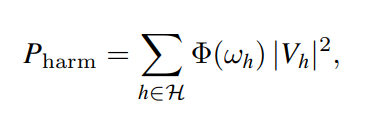 P_harm = ∑_{h∈ℋ} Φ(ω_h) |V_h|²,